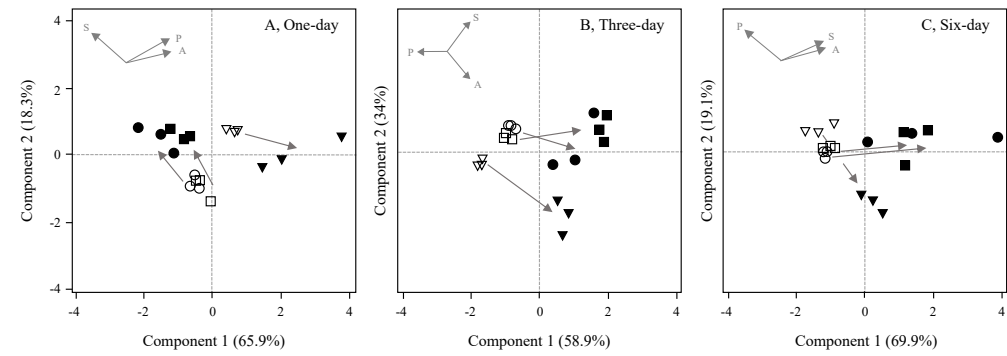 A, One-day
S
P
A
4
2
0
-2
-4
Component 2 (18.3%)
-4
-2
0
2
4
Component 1 (65.9%)
B, Three-day
S
P
A
Component 2 (34%)
-4
-2
0
2
4
Component 1 (58.9%)
C, Six-day
P
S
A
Component 2 (19.1%)
-4
-2
0
2
4
Component 1 (69.9%)